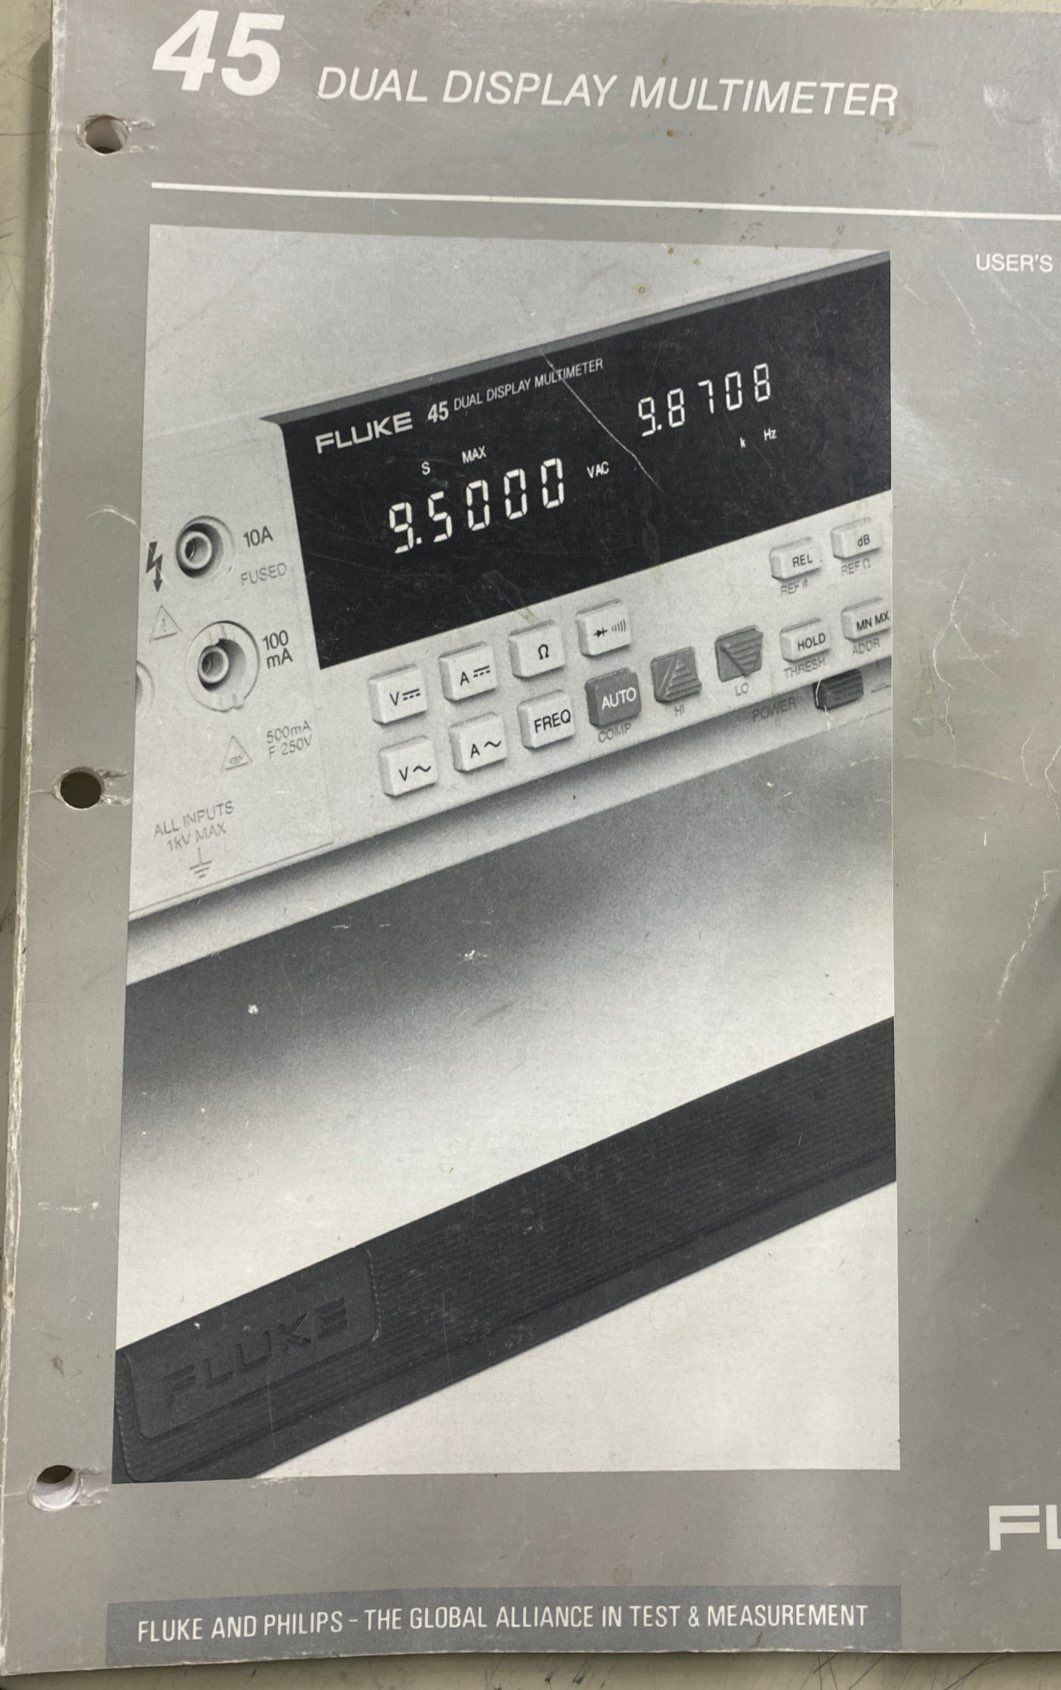 45 DUAL DISPLAY MULTIMETER
USER'S
FLUKE 45 DUAL DISPLAY MULTIMETER
9.8708
k Hz
S MAX
9.5000 VAC
10A
FUSED
100
mA
500mA
F 250V
ALL INPUTS
1kV MAX
REL
REF #
dB
REF Ω
V⎓
A⎓
Ω
V～
A～
FREQ
AUTO
COMP
HI
LO
HOLD
THRESH
MN MX
ADDR
POWER
FLUKE
FLUKE AND PHILIPS - THE GLOBAL ALLIANCE IN TEST & MEASUREMENT